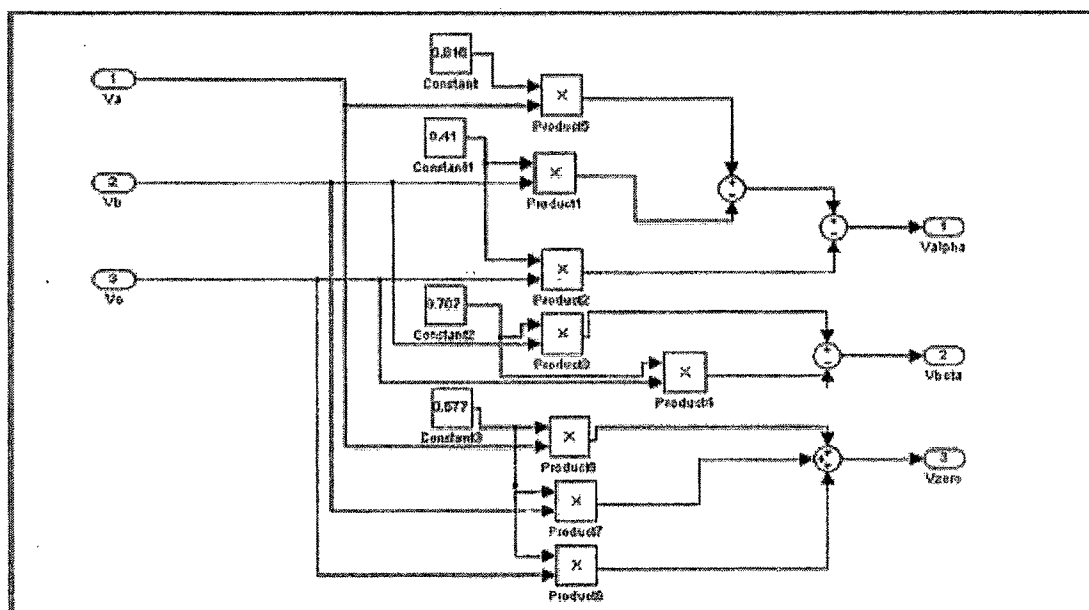 0.816
Constant
1
Va
Product5
0.41
Constant1
2
Vb
Product1
1
Valpha
3
Vc
Product2
0.707
Constant2
Product3
2
Vbeta
Product4
0.577
Constant3
Product6
3
Vzero
Product7
Product8